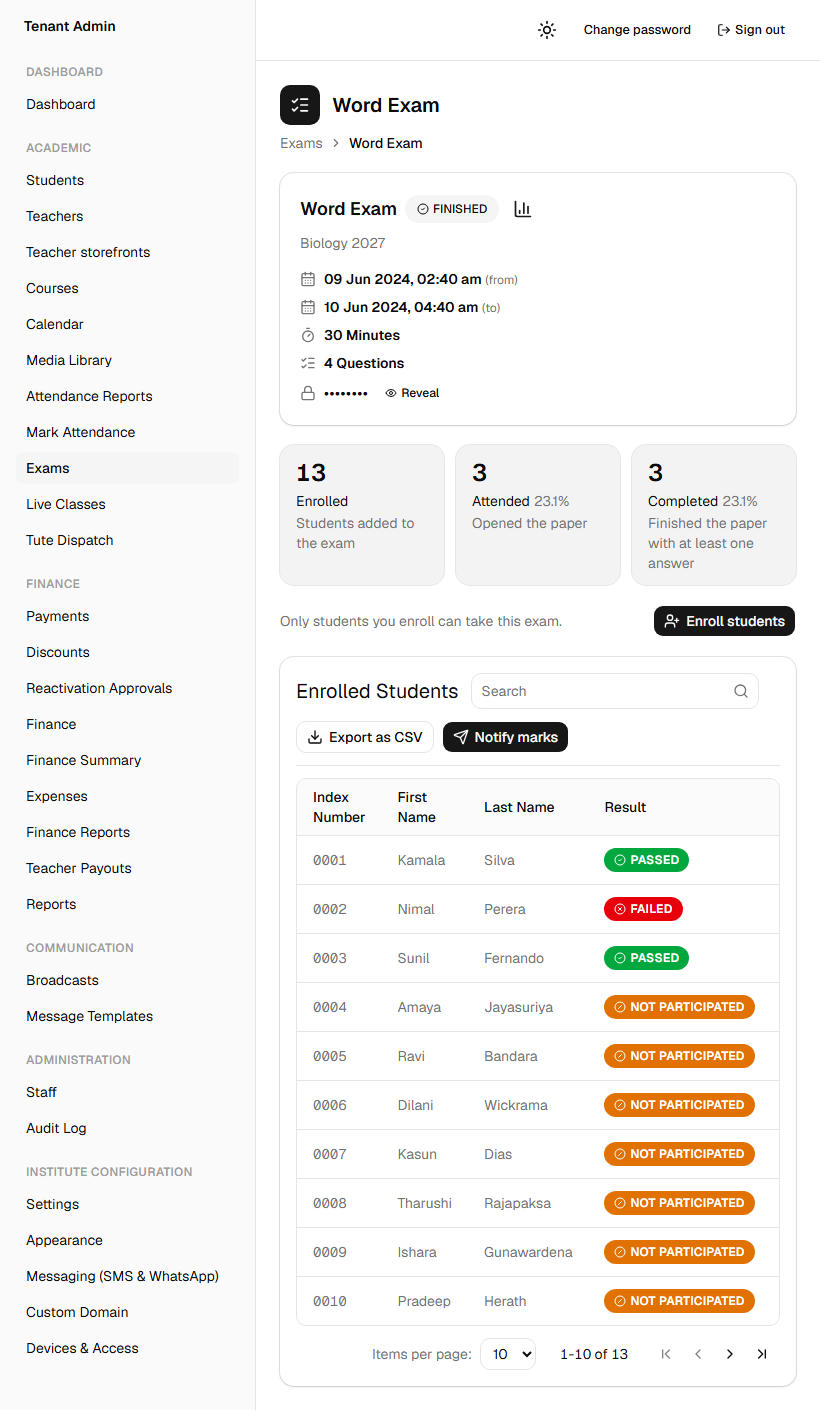 Tenant Admin
DASHBOARD
Dashboard
ACADEMIC
Students
Teachers
Teacher storefronts
Courses
Calendar
Media Library
Attendance Reports
Mark Attendance
Exams
Live Classes
Tute Dispatch
FINANCE
Payments
Discounts
Reactivation Approvals
Finance
Finance Summary
Expenses
Finance Reports
Teacher Payouts
Reports
COMMUNICATION
Broadcasts
Message Templates
ADMINISTRATION
Staff
Audit Log
INSTITUTE CONFIGURATION
Settings
Appearance
Messaging (SMS & WhatsApp)
Custom Domain
Devices & Access
Change password Sign out
Word Exam
Exams > Word Exam
Word Exam FINISHED
Biology 2027
09 Jun 2024, 02:40 am (from)
10 Jun 2024, 04:40 am (to)
30 Minutes
4 Questions
•••••••• Reveal
13
Enrolled
Students added to
the exam
3
Attended 23.1%
Opened the paper
3
Completed 23.1%
Finished the paper
with at least one
answer
Only students you enroll can take this exam. Enroll students
Enrolled Students Search
Export as CSV Notify marks
Index Number First Name Last Name Result
0001 Kamala Silva PASSED
0002 Nimal Perera FAILED
0003 Sunil Fernando PASSED
0004 Amaya Jayasuriya NOT PARTICIPATED
0005 Ravi Bandara NOT PARTICIPATED
0006 Dilani Wickrama NOT PARTICIPATED
0007 Kasun Dias NOT PARTICIPATED
0008 Tharushi Rajapaksa NOT PARTICIPATED
0009 Ishara Gunawardena NOT PARTICIPATED
0010 Pradeep Herath NOT PARTICIPATED
Items per page: 10 1-10 of 13